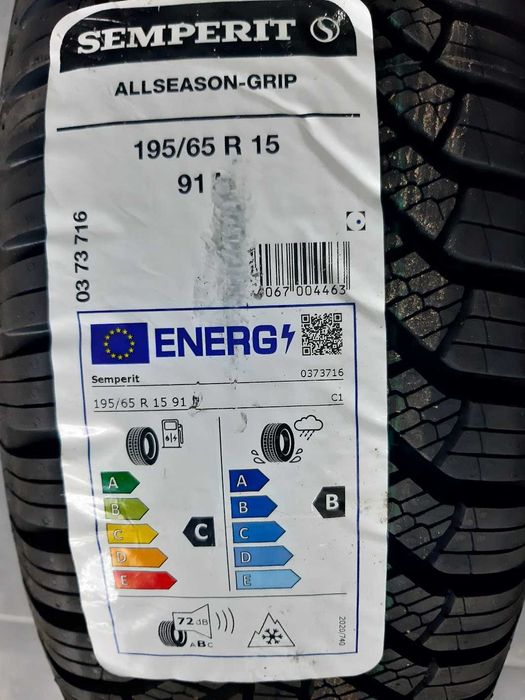 SEMPERIT S
ALLSEASON-GRIP
195/65 R 15
91
03 73 716
067 004463
ENERG
Semperit 0373716
195/65 R 15 91 C1
A A
B B B
C C C
D D
E E
72 dB
ABC
2020/740